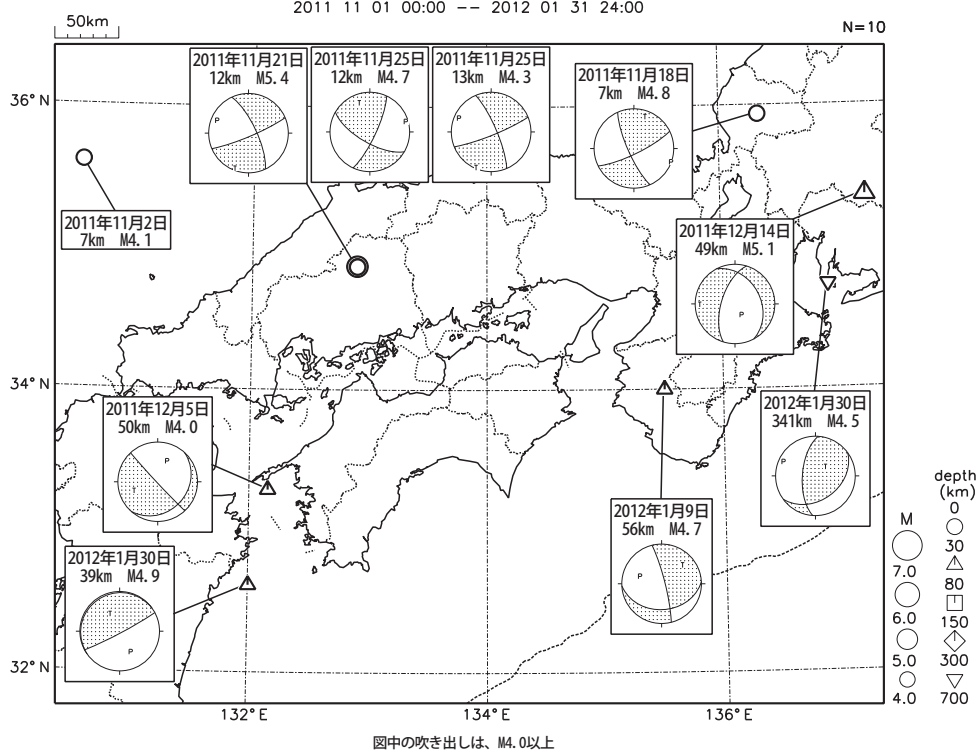 2011 11 01 00:00 -- 2012 01 31 24:00
50km
N=10
2011年11月21日
12km M5.4
P
T
2011年11月25日
12km M4.7
T
P
2011年11月25日
13km M4.3
P
T
2011年11月18日
7km M4.8
T
P
36° N
2011年11月2日
7km M4.1
2011年12月14日
49km M5.1
T
P
34° N
2011年12月5日
50km M4.0
P
T
2012年1月30日
341km M4.5
P
T
2012年1月9日
56km M4.7
P
T
2012年1月30日
39km M4.9
T
P
32° N
132° E
134° E
136° E
M
7.0
6.0
5.0
4.0
depth
(km)
0
30
80
150
300
700
図中の吹き出しは、M4.0以上